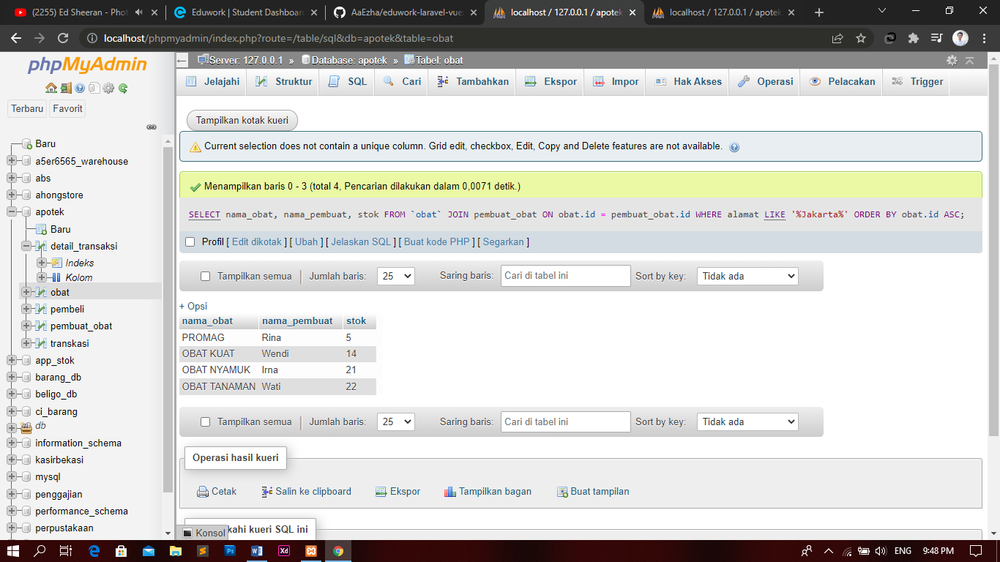 (2255) Ed Sheeran - Phot
Eduwork | Student Dashboard
AaEzha/eduwork-laravel-vue
localhost / 127.0.0.1 / apotek
localhost / 127.0.0.1 / apotek
localhost/phpmyadmin/index.php?route=/table/sql&db=apotek&table=obat
phpMyAdmin
Terbaru Favorit
Baru
a5er6565_warehouse
abs
ahongstore
apotek
Baru
detail_transaksi
Indeks
Kolom
obat
pembeli
pembuat_obat
transkasi
app_stok
barang_db
beligo_db
ci_barang
db
information_schema
kasirbekasi
mysql
penggajian
performance_schema
perpustakaan
Server: 127.0.0.1 » Database: apotek » Tabel: obat
Jelajahi Struktur SQL Cari Tambahkan Ekspor Impor Hak Akses Operasi Pelacakan Trigger
Tampilkan kotak kueri
Current selection does not contain a unique column. Grid edit, checkbox, Edit, Copy and Delete features are not available.
Menampilkan baris 0 - 3 (total 4, Pencarian dilakukan dalam 0,0071 detik.)
SELECT nama_obat, nama_pembuat, stok FROM `obat` JOIN pembuat_obat ON obat.id = pembuat_obat.id WHERE alamat LIKE '%Jakarta%' ORDER BY obat.id ASC;
Profil [ Edit dikotak ] [ Ubah ] [ Jelaskan SQL ] [ Buat kode PHP ] [ Segarkan ]
Tampilkan semua | Jumlah baris: 25 Saring baris: Cari di tabel ini Sort by key: Tidak ada
+ Opsi
nama_obat nama_pembuat stok
PROMAG Rina 5
OBAT KUAT Wendi 14
OBAT NYAMUK Irna 21
OBAT TANAMAN Wati 22
Tampilkan semua | Jumlah baris: 25 Saring baris: Cari di tabel ini Sort by key: Tidak ada
Operasi hasil kueri
Cetak Salin ke clipboard Ekspor Tampilkan bagan Buat tampilan
kahi kueri SQL ini
Konsol
ENG 9:48 PM